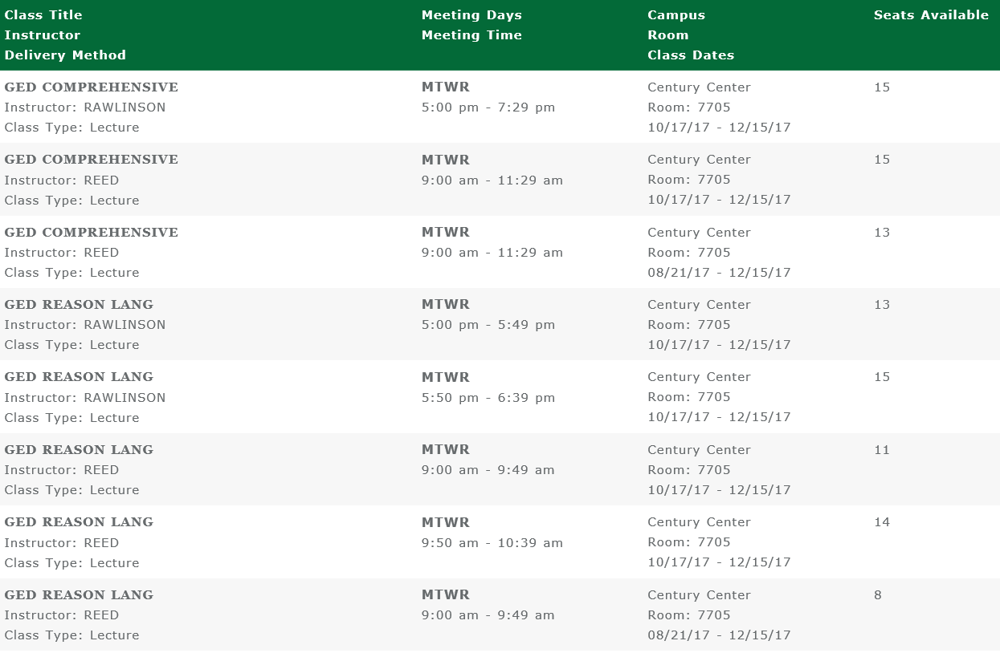 Class Title Meeting Days Campus Seats Available
Instructor Meeting Time Room
Delivery Method Class Dates
GED COMPREHENSIVE MTWR Century Center 15
Instructor: RAWLINSON 5:00 pm - 7:29 pm Room: 7705
Class Type: Lecture 10/17/17 - 12/15/17
GED COMPREHENSIVE MTWR Century Center 15
Instructor: REED 9:00 am - 11:29 am Room: 7705
Class Type: Lecture 10/17/17 - 12/15/17
GED COMPREHENSIVE MTWR Century Center 13
Instructor: REED 9:00 am - 11:29 am Room: 7705
Class Type: Lecture 08/21/17 - 12/15/17
GED REASON LANG MTWR Century Center 13
Instructor: RAWLINSON 5:00 pm - 5:49 pm Room: 7705
Class Type: Lecture 10/17/17 - 12/15/17
GED REASON LANG MTWR Century Center 15
Instructor: RAWLINSON 5:50 pm - 6:39 pm Room: 7705
Class Type: Lecture 10/17/17 - 12/15/17
GED REASON LANG MTWR Century Center 11
Instructor: REED 9:00 am - 9:49 am Room: 7705
Class Type: Lecture 10/17/17 - 12/15/17
GED REASON LANG MTWR Century Center 14
Instructor: REED 9:50 am - 10:39 am Room: 7705
Class Type: Lecture 10/17/17 - 12/15/17
GED REASON LANG MTWR Century Center 8
Instructor: REED 9:00 am - 9:49 am Room: 7705
Class Type: Lecture 08/21/17 - 12/15/17